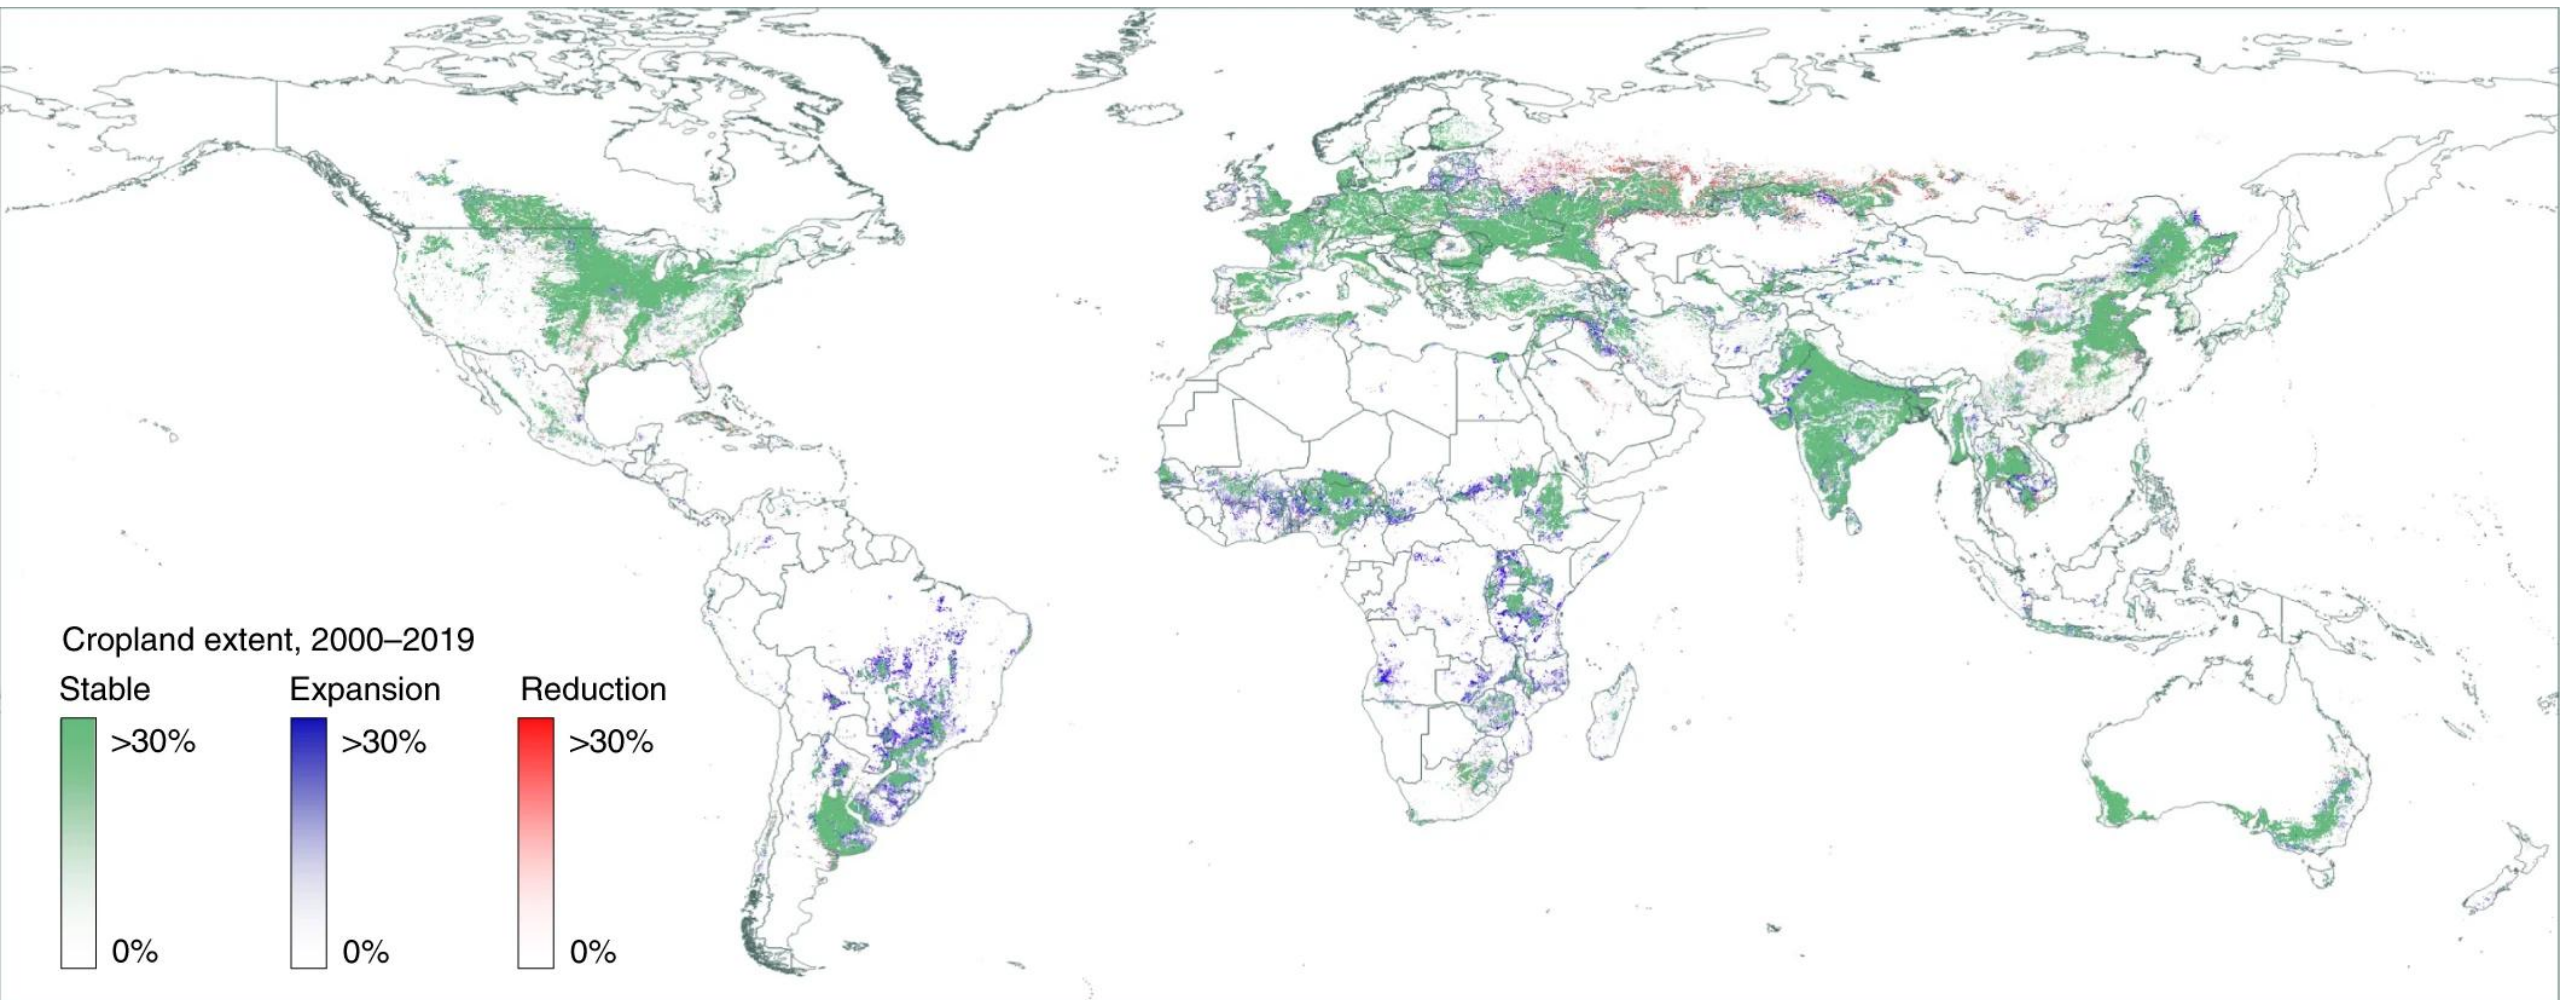 Cropland extent, 2000–2019
Stable Expansion Reduction
>30% >30% >30%
0% 0% 0%